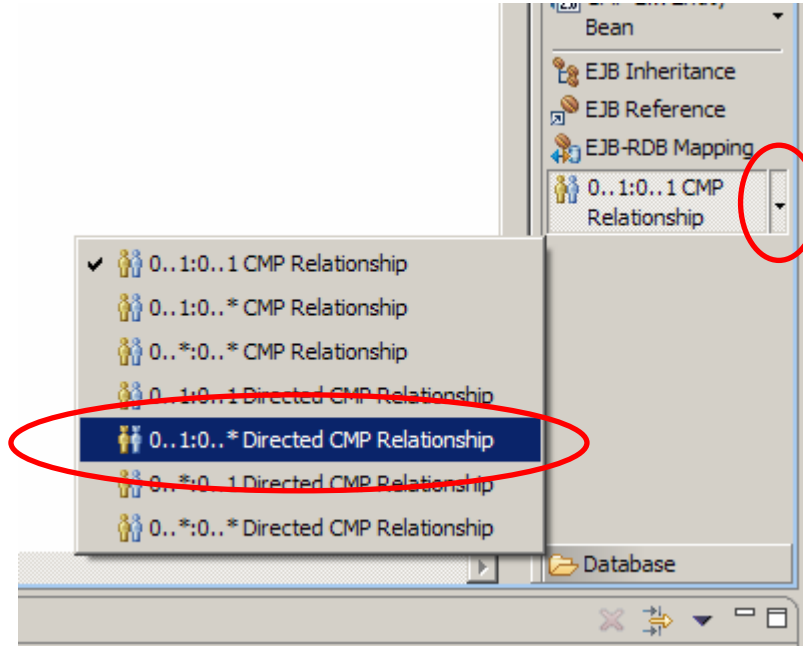 Bean
EJB Inheritance
EJB Reference
EJB-RDB Mapping
0..1:0..1 CMP
Relationship
0..1:0..1 CMP Relationship
0..1:0..* CMP Relationship
0..*:0..* CMP Relationship
0..1:0..1 Directed CMP Relationship
0..1:0..* Directed CMP Relationship
0..*:0..1 Directed CMP Relationship
0..*:0..* Directed CMP Relationship
Database